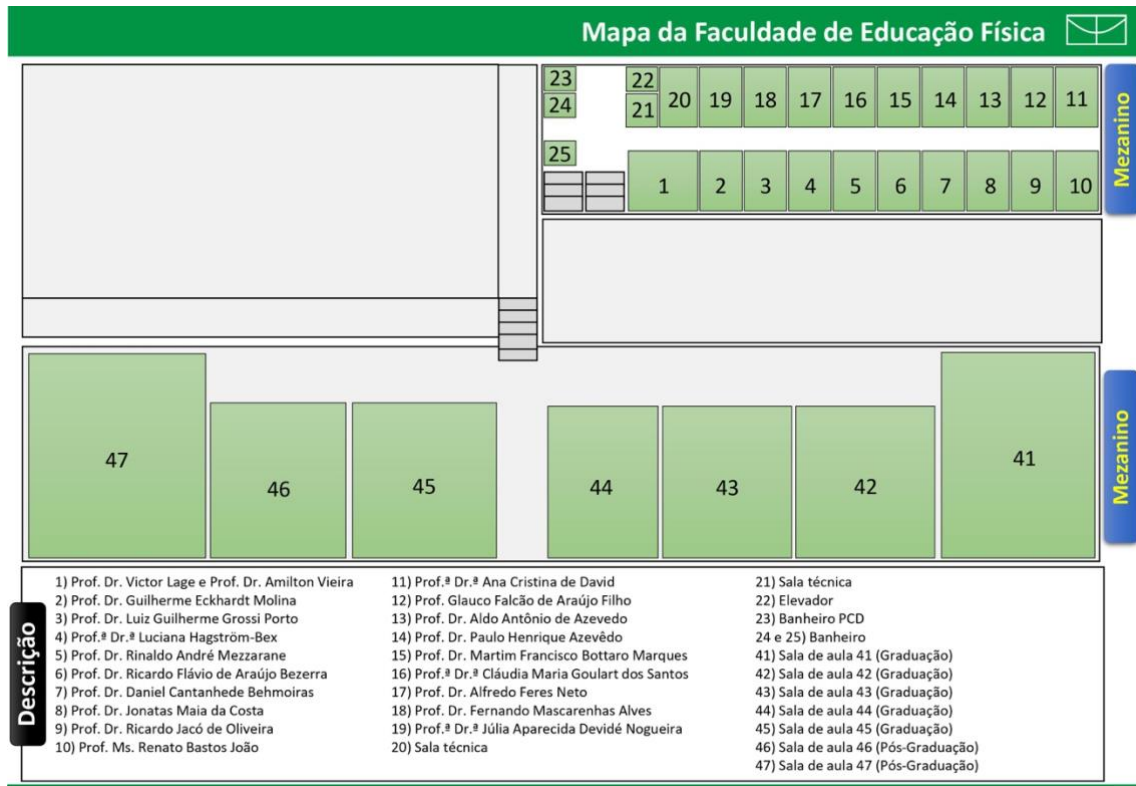 Mapa da Faculdade de Educação Física
23
24
25
22
21
20 19 18 17 16 15 14 13 12 11
1 2 3 4 5 6 7 8 9 10
Mezanino
47 46 45 44 43 42 41
Mezanino
Descrição
1) Prof. Dr. Victor Lage e Prof. Dr. Amilton Vieira
2) Prof. Dr. Guilherme Eckhardt Molina
3) Prof. Dr. Luiz Guilherme Grossi Porto
4) Prof.ª Dr.ª Luciana Hagström-Bex
5) Prof. Dr. Rinaldo André Mezzarane
6) Prof. Dr. Ricardo Flávio de Araújo Bezerra
7) Prof. Dr. Daniel Cantanhede Behmoiras
8) Prof. Dr. Jonatas Maia da Costa
9) Prof. Dr. Ricardo Jacó de Oliveira
10) Prof. Ms. Renato Bastos João
11) Prof.ª Dr.ª Ana Cristina de David
12) Prof. Glauco Falcão de Araújo Filho
13) Prof. Dr. Aldo Antônio de Azevedo
14) Prof. Dr. Paulo Henrique Azevêdo
15) Prof. Dr. Martim Francisco Bottaro Marques
16) Prof.ª Dr.ª Cláudia Maria Goulart dos Santos
17) Prof. Dr. Alfredo Feres Neto
18) Prof. Dr. Fernando Mascarenhas Alves
19) Prof.ª Dr.ª Júlia Aparecida Devidé Nogueira
20) Sala técnica
21) Sala técnica
22) Elevador
23) Banheiro PCD
24 e 25) Banheiro
41) Sala de aula 41 (Graduação)
42) Sala de aula 42 (Graduação)
43) Sala de aula 43 (Graduação)
44) Sala de aula 44 (Graduação)
45) Sala de aula 45 (Graduação)
46) Sala de aula 46 (Pós-Graduação)
47) Sala de aula 47 (Pós-Graduação)